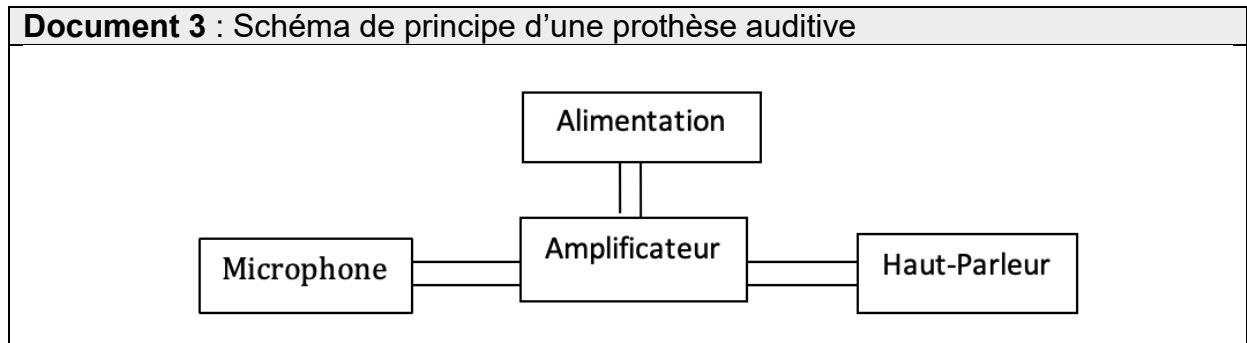 Document 3 : Schéma de principe d’une prothèse auditive
Alimentation
Microphone
Amplificateur
Haut-Parleur